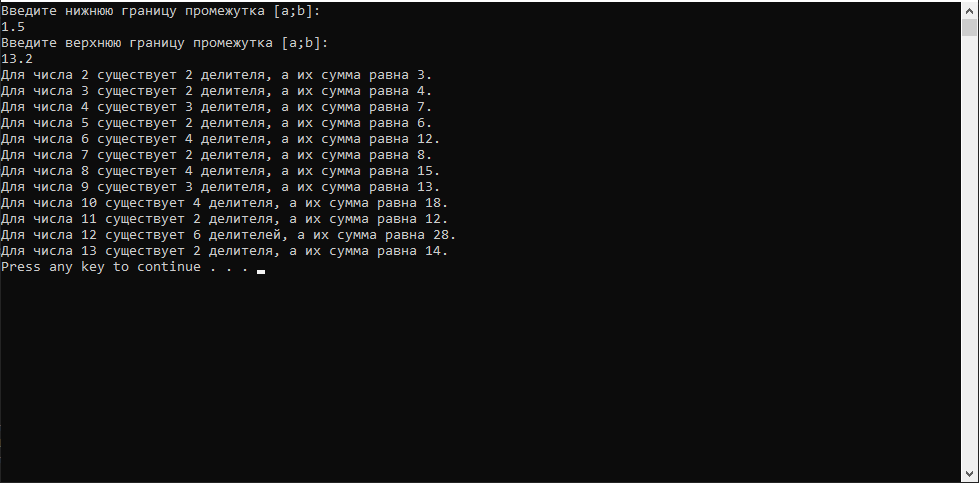 Введите нижнюю границу промежутка [a;b]:
1.5
Введите верхнюю границу промежутка [a;b]:
13.2
Для числа 2 существует 2 делителя, а их сумма равна 3.
Для числа 3 существует 2 делителя, а их сумма равна 4.
Для числа 4 существует 3 делителя, а их сумма равна 7.
Для числа 5 существует 2 делителя, а их сумма равна 6.
Для числа 6 существует 4 делителя, а их сумма равна 12.
Для числа 7 существует 2 делителя, а их сумма равна 8.
Для числа 8 существует 4 делителя, а их сумма равна 15.
Для числа 9 существует 3 делителя, а их сумма равна 13.
Для числа 10 существует 4 делителя, а их сумма равна 18.
Для числа 11 существует 2 делителя, а их сумма равна 12.
Для числа 12 существует 6 делителей, а их сумма равна 28.
Для числа 13 существует 2 делителя, а их сумма равна 14.
Press any key to continue . . .